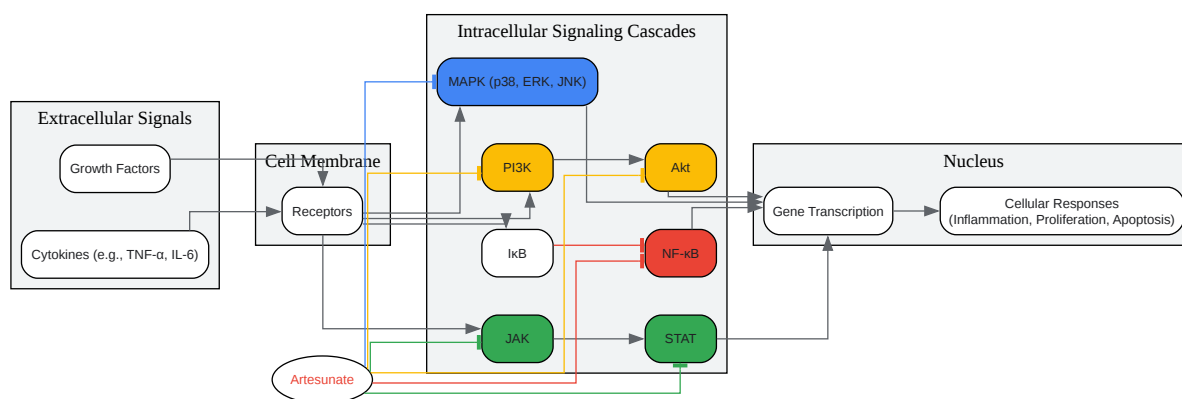 Intracellular Signaling Cascades
MAPK (p38, ERK, JNK)
Extracellular Signals
Growth Factors
Cytokines (e.g., TNF-α, IL-6)
Cell Membrane
Receptors
PI3K
Akt
IκB
NF-κB
JAK
STAT
Nucleus
Gene Transcription
Cellular Responses
(Inflammation, Proliferation, Apoptosis)
Artesunate